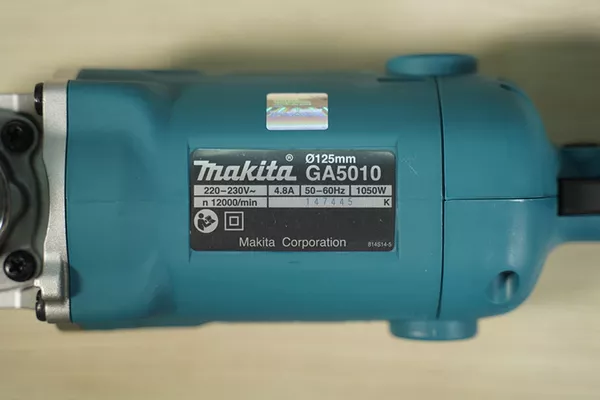 makita® Ø125mm GA5010
220-230V~ 4.8A 50-60Hz 1050W
n 12000/min 147445 K
Makita Corporation